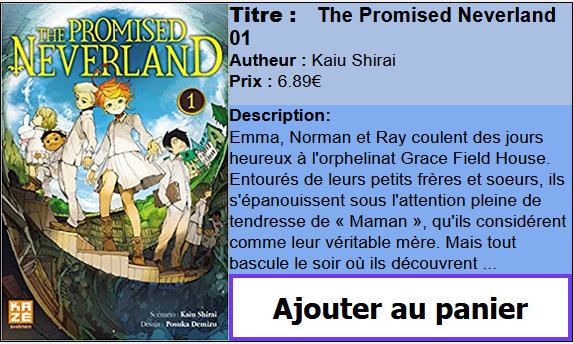 THE PROMISED
NEVERLAND
1
Scénario : Kaiu Shirai
Dessin : Posuka Demizu
KAZE
SHÔNEN
Titre : The Promised Neverland
01
Autheur : Kaiu Shirai
Prix : 6.89€
Description:
Emma, Norman et Ray coulent des jours
heureux à l'orphelinat Grace Field House.
Entourés de leurs petits frères et soeurs, ils
s'épanouissent sous l'attention pleine de
tendresse de « Maman », qu'ils considérent
comme leur véritable mère. Mais tout
bascule le soir où ils découvrent ...
Ajouter au panier